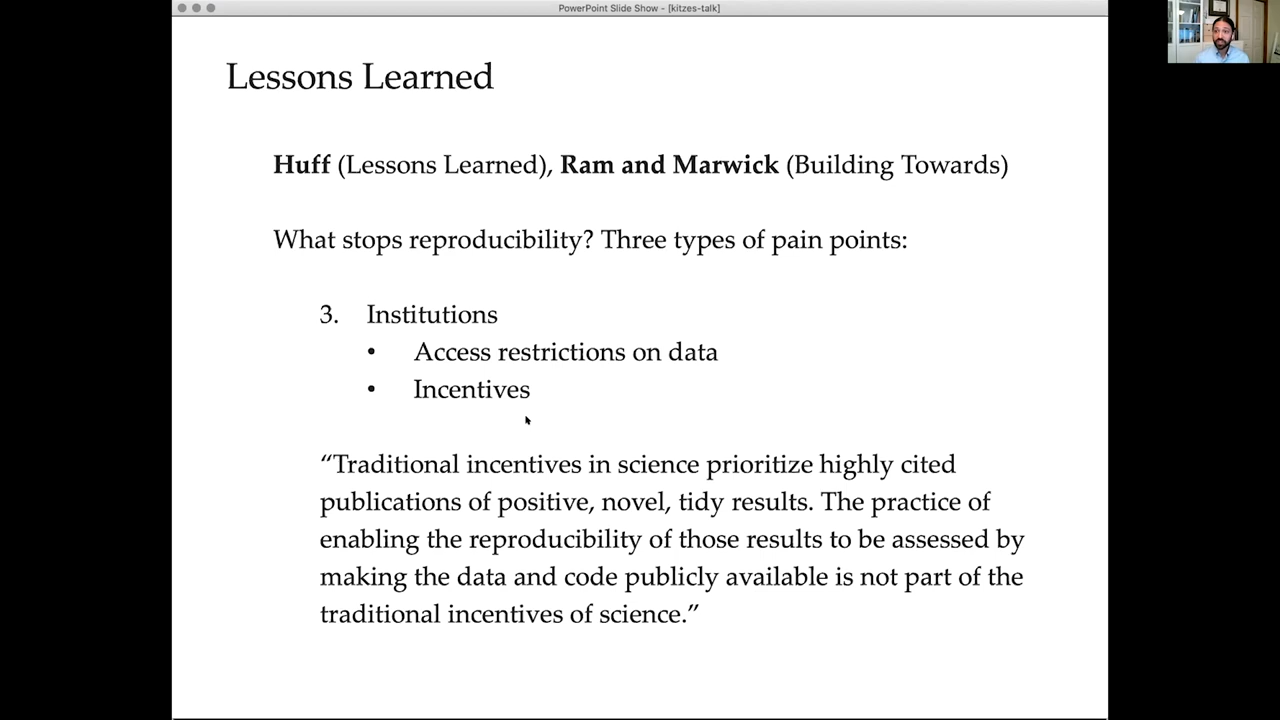 PowerPoint Slide Show - [kitzes-talk]
Lessons Learned
Huff (Lessons Learned), Ram and Marwick (Building Towards)
What stops reproducibility? Three types of pain points:
3. Institutions
• Access restrictions on data
• Incentives
“Traditional incentives in science prioritize highly cited
publications of positive, novel, tidy results. The practice of
enabling the reproducibility of those results to be assessed by
making the data and code publicly available is not part of the
traditional incentives of science.”